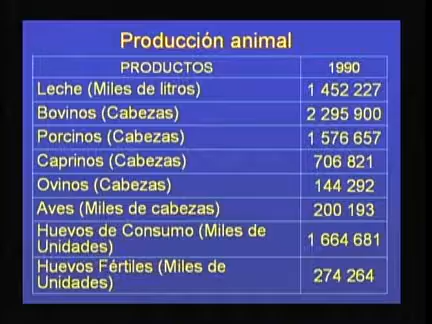 Producción animal
PRODUCTOS 1990
Leche (Miles de litros) 1 452 227
Bovinos (Cabezas) 2 295 900
Porcinos (Cabezas) 1 576 657
Caprinos (Cabezas) 706 821
Ovinos (Cabezas) 144 292
Aves (Miles de cabezas) 200 193
Huevos de Consumo (Miles de
Unidades) 1 664 681
Huevos Fértiles (Miles de
Unidades) 274 264